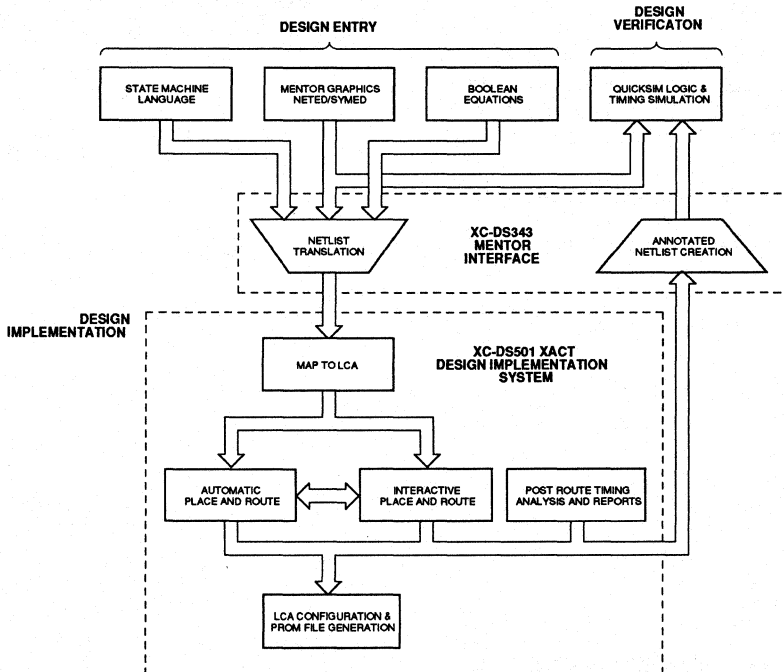 DESIGN ENTRY
DESIGN
VERIFICATON
STATE MACHINE
LANGUAGE
MENTOR GRAPHICS
NETED/SYMED
BOOLEAN
EQUATIONS
QUICKSIM LOGIC &
TIMING SIMULATION
NETLIST
TRANSLATION
XC-DS343
MENTOR
INTERFACE
ANNOTATED
NETLIST CREATION
DESIGN
IMPLEMENTATION
MAP TO LCA
XC-DS501 XACT
DESIGN IMPLEMENTATION
SYSTEM
AUTOMATIC
PLACE AND ROUTE
INTERACTIVE
PLACE AND ROUTE
POST ROUTE TIMING
ANALYSIS AND REPORTS
LCA CONFIGURATION &
PROM FILE GENERATION